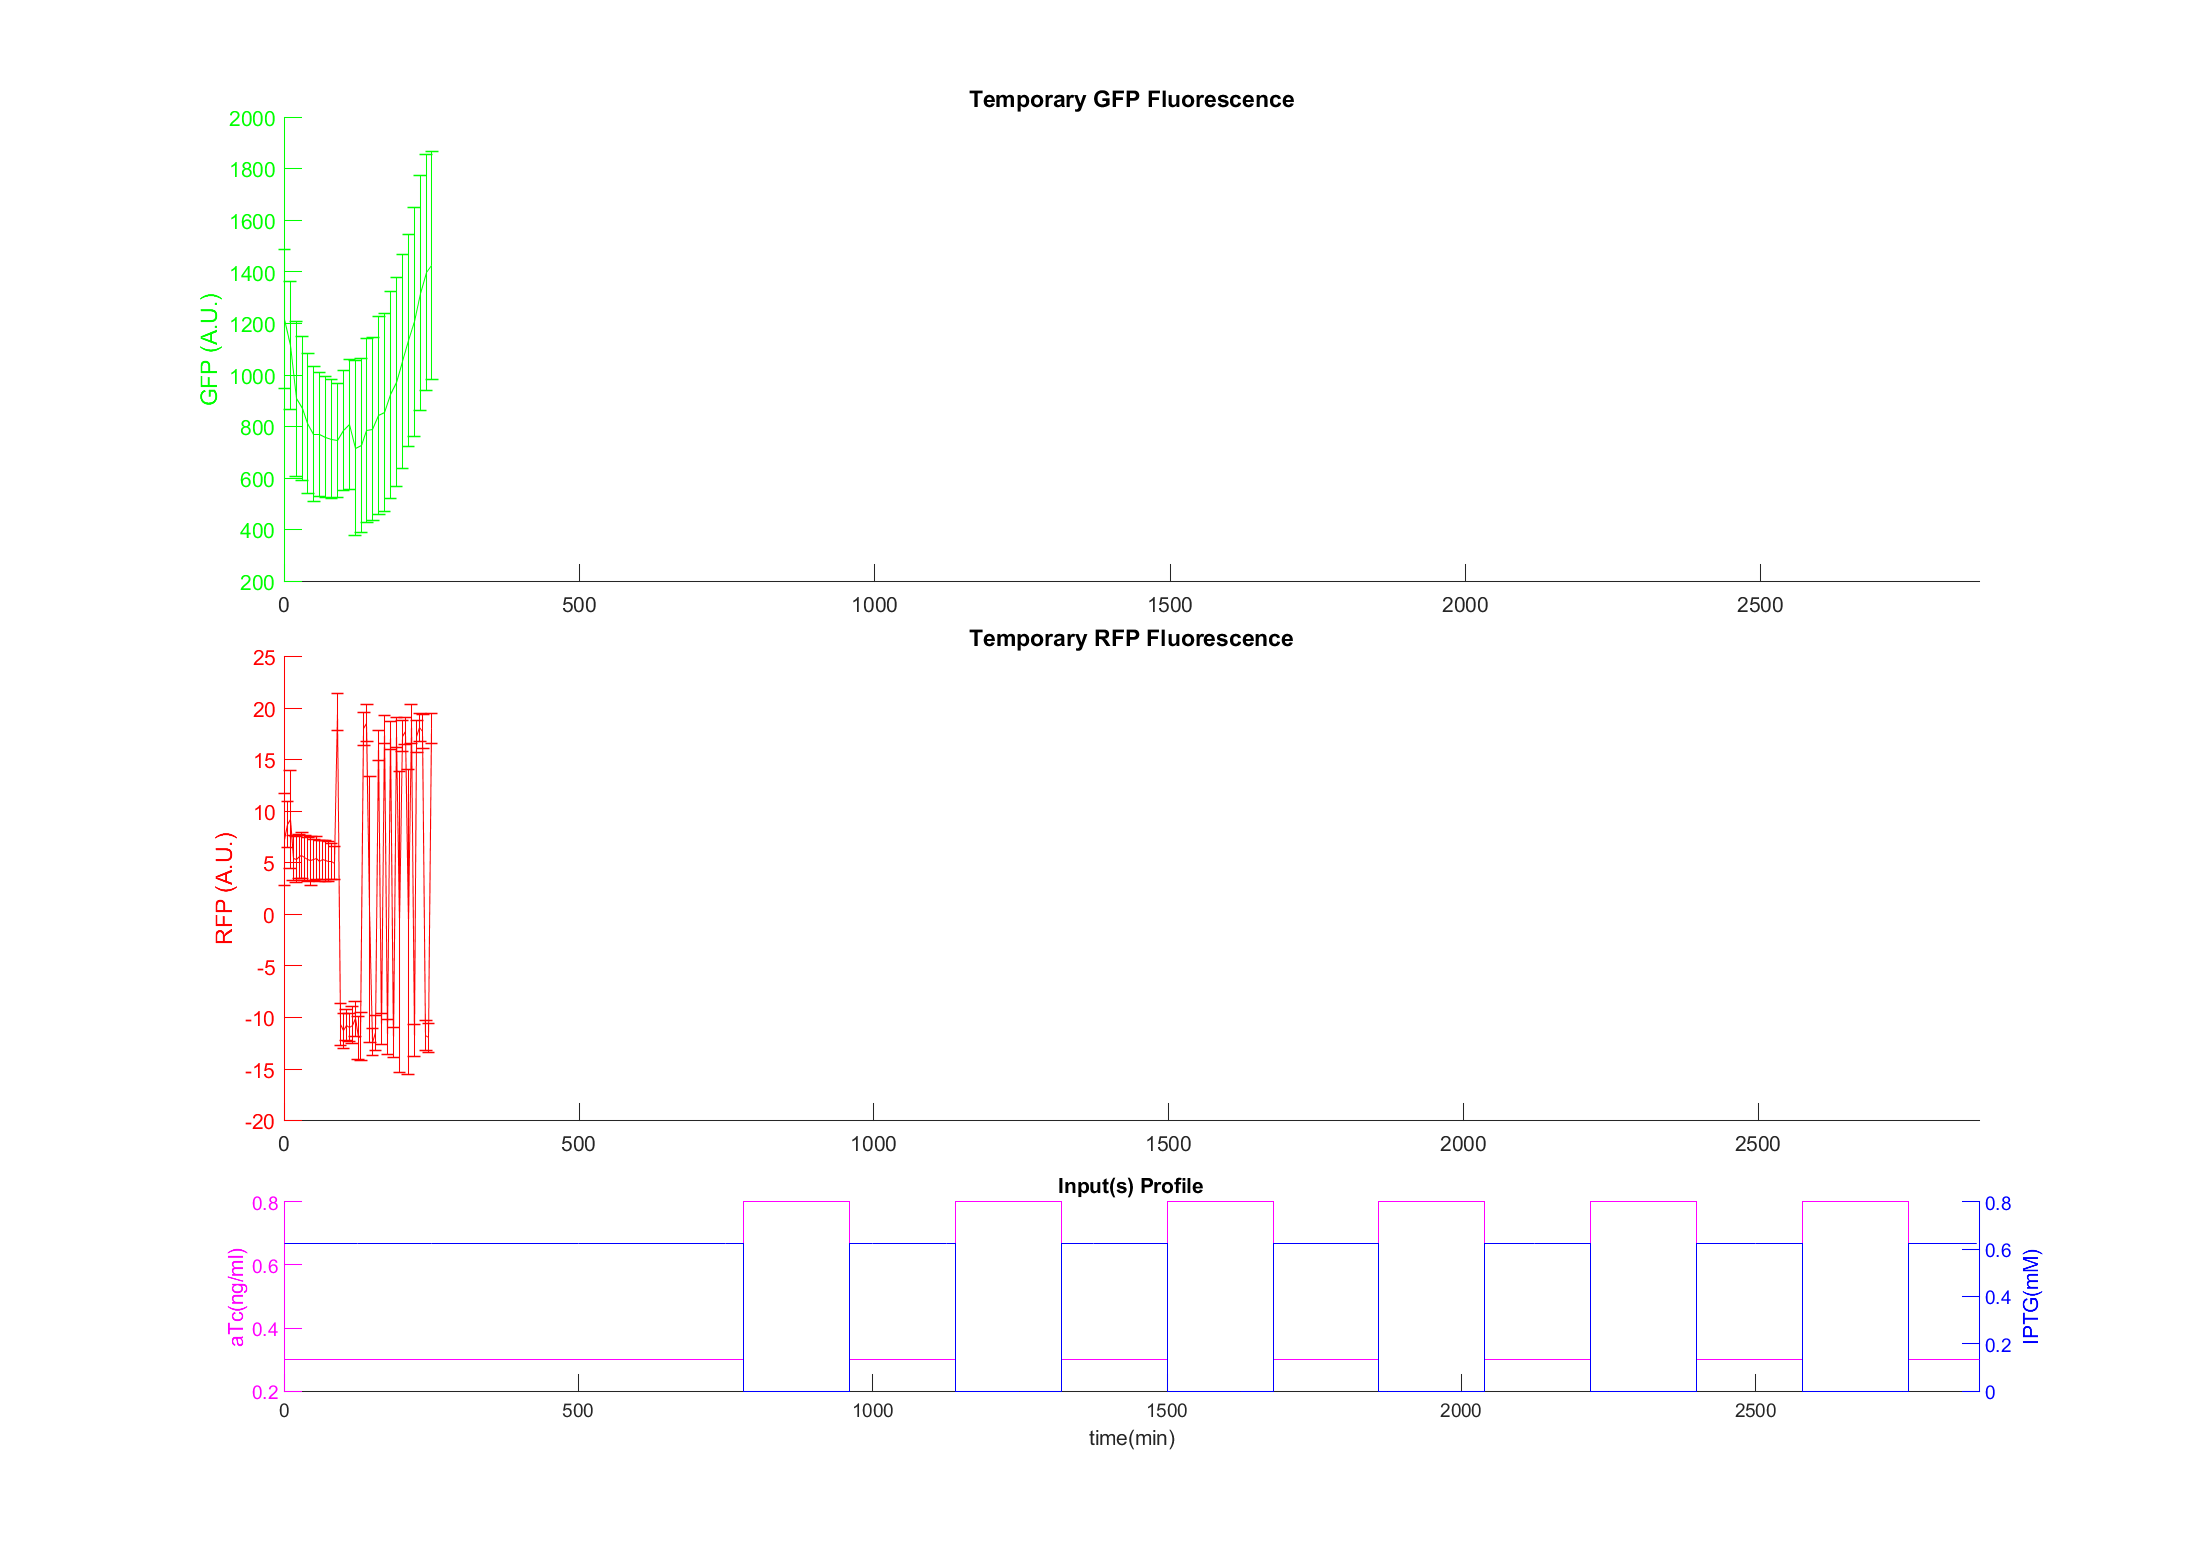 Temporary GFP Fluorescence
2000
1800
1600
1400
1200
1000
800
600
400
200
GFP (A.U.)
0 500 1000 1500 2000 2500
Temporary RFP Fluorescence
25
20
15
10
5
0
-5
-10
-15
-20
RFP (A.U.)
0 500 1000 1500 2000 2500
Input(s) Profile
0.8
0.6
0.4
0.2
aTc(ng/ml)
0.8
0.6
0.4
0.2
0
IPTG(mM)
0 500 1000 1500 2000 2500
time(min)